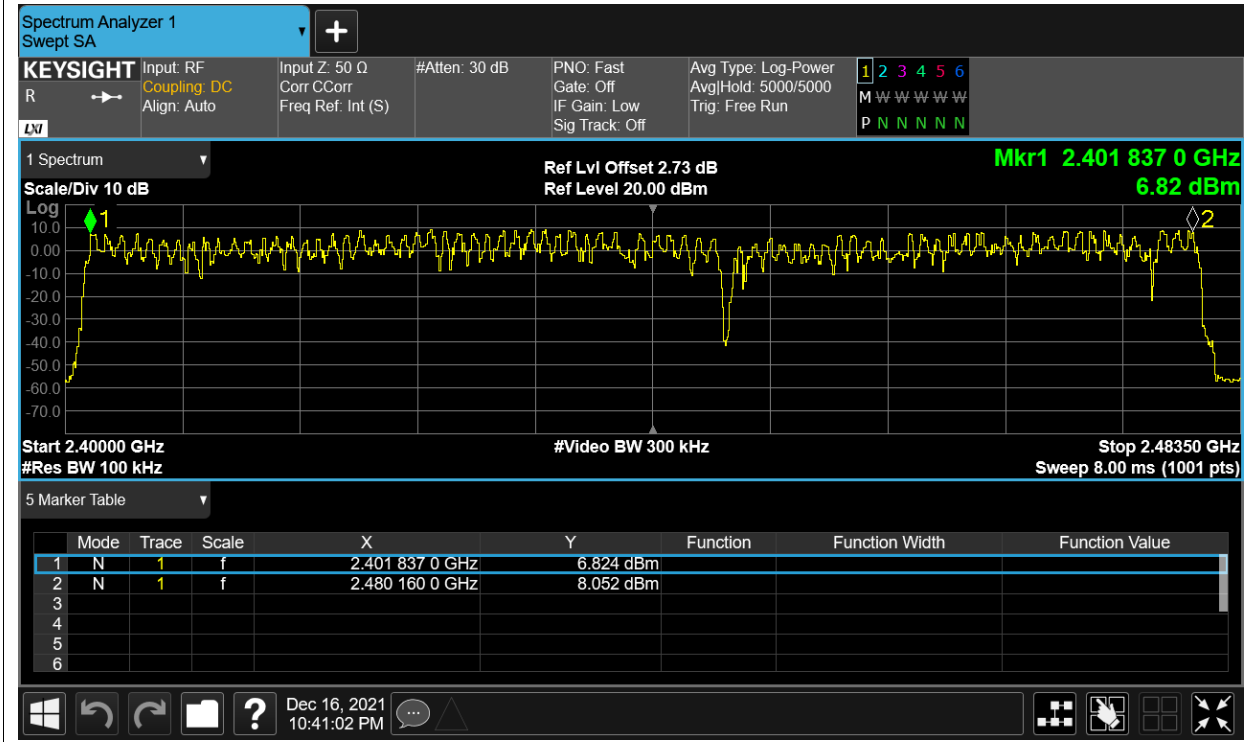 Spectrum Analyzer 1
Swept SA
KEYSIGHT
R
LXI
Input: RF
Coupling: DC
Align: Auto
Input Z: 50 Ω
Corr CCorr
Freq Ref: Int (S)
#Atten: 30 dB
PNO: Fast
Gate: Off
IF Gain: Low
Sig Track: Off
Avg Type: Log-Power
Avg|Hold: 5000/5000
Trig: Free Run
1 2 3 4 5 6
M W W W W W W
P N N N N N N
1 Spectrum
Scale/Div 10 dB
Ref Lvl Offset 2.73 dB
Ref Level 20.00 dBm
Mkr1 2.401 837 0 GHz
6.82 dBm
Log
1
2
10.0
0.00
-10.0
-20.0
-30.0
-40.0
-50.0
-60.0
-70.0
Start 2.40000 GHz
#Res BW 100 kHz
#Video BW 300 kHz
Stop 2.48350 GHz
Sweep 8.00 ms (1001 pts)
5 Marker Table
Mode Trace Scale X Y Function Function Width Function Value
1 N 1 f 2.401 837 0 GHz 6.824 dBm
2 N 1 f 2.480 160 0 GHz 8.052 dBm
3
4
5
6
?
Dec 16, 2021
10:41:02 PM